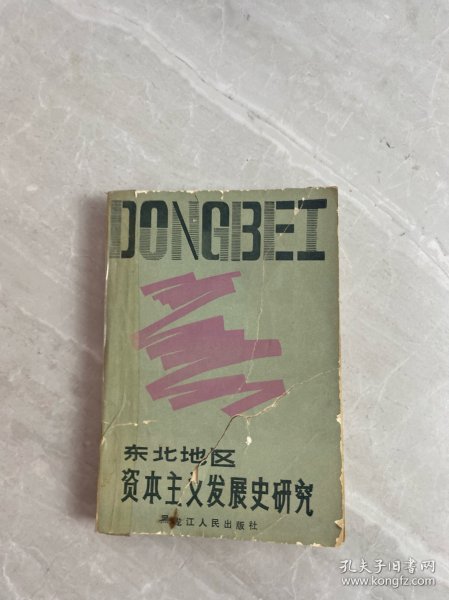 DONGBEI
东北地区
资本主义发展史研究
黑龙江人民出版社
孔夫子旧书网
www.kongfz.com